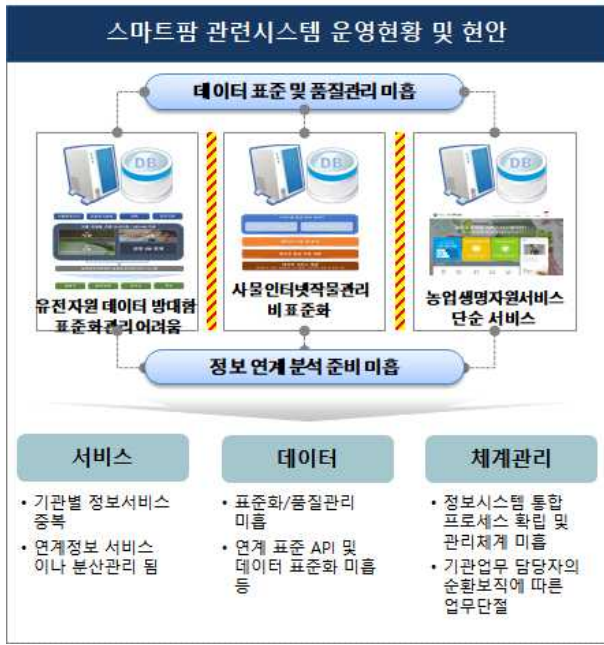 스마트팜 관련시스템 운영현황 및 현안
데이터 표준 및 품질관리 미흡
DB
DB
DB
유전자원 데이터 방대함
표준화관리 어려움
사물인터넷작물관리
비 표준화
농업생명자원서비스
단순 서비스
정보 연계 분석 준비 미흡
서비스
• 기관별 정보서비스
중복
• 연계정보 서비스
이나 분산관리 됨
데이터
• 표준화/품질관리
미흡
• 연계 표준 API 및
데이터 표준화 미흡
등
체계관리
• 정보시스템 통합
프로세스 확립 및
관리체계 미흡
• 기관업무 담당자의
순환보직에 따른
업무단절